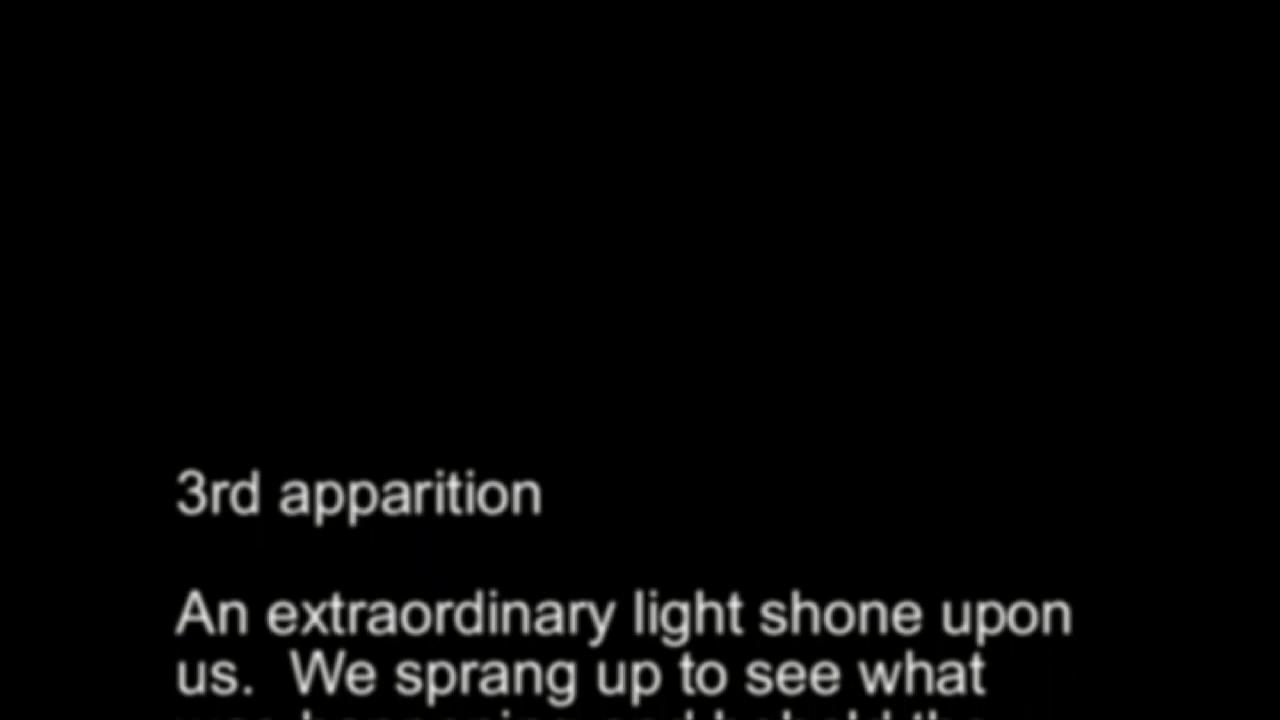 3rd apparition
An extraordinary light shone upon
us. We sprang up to see what